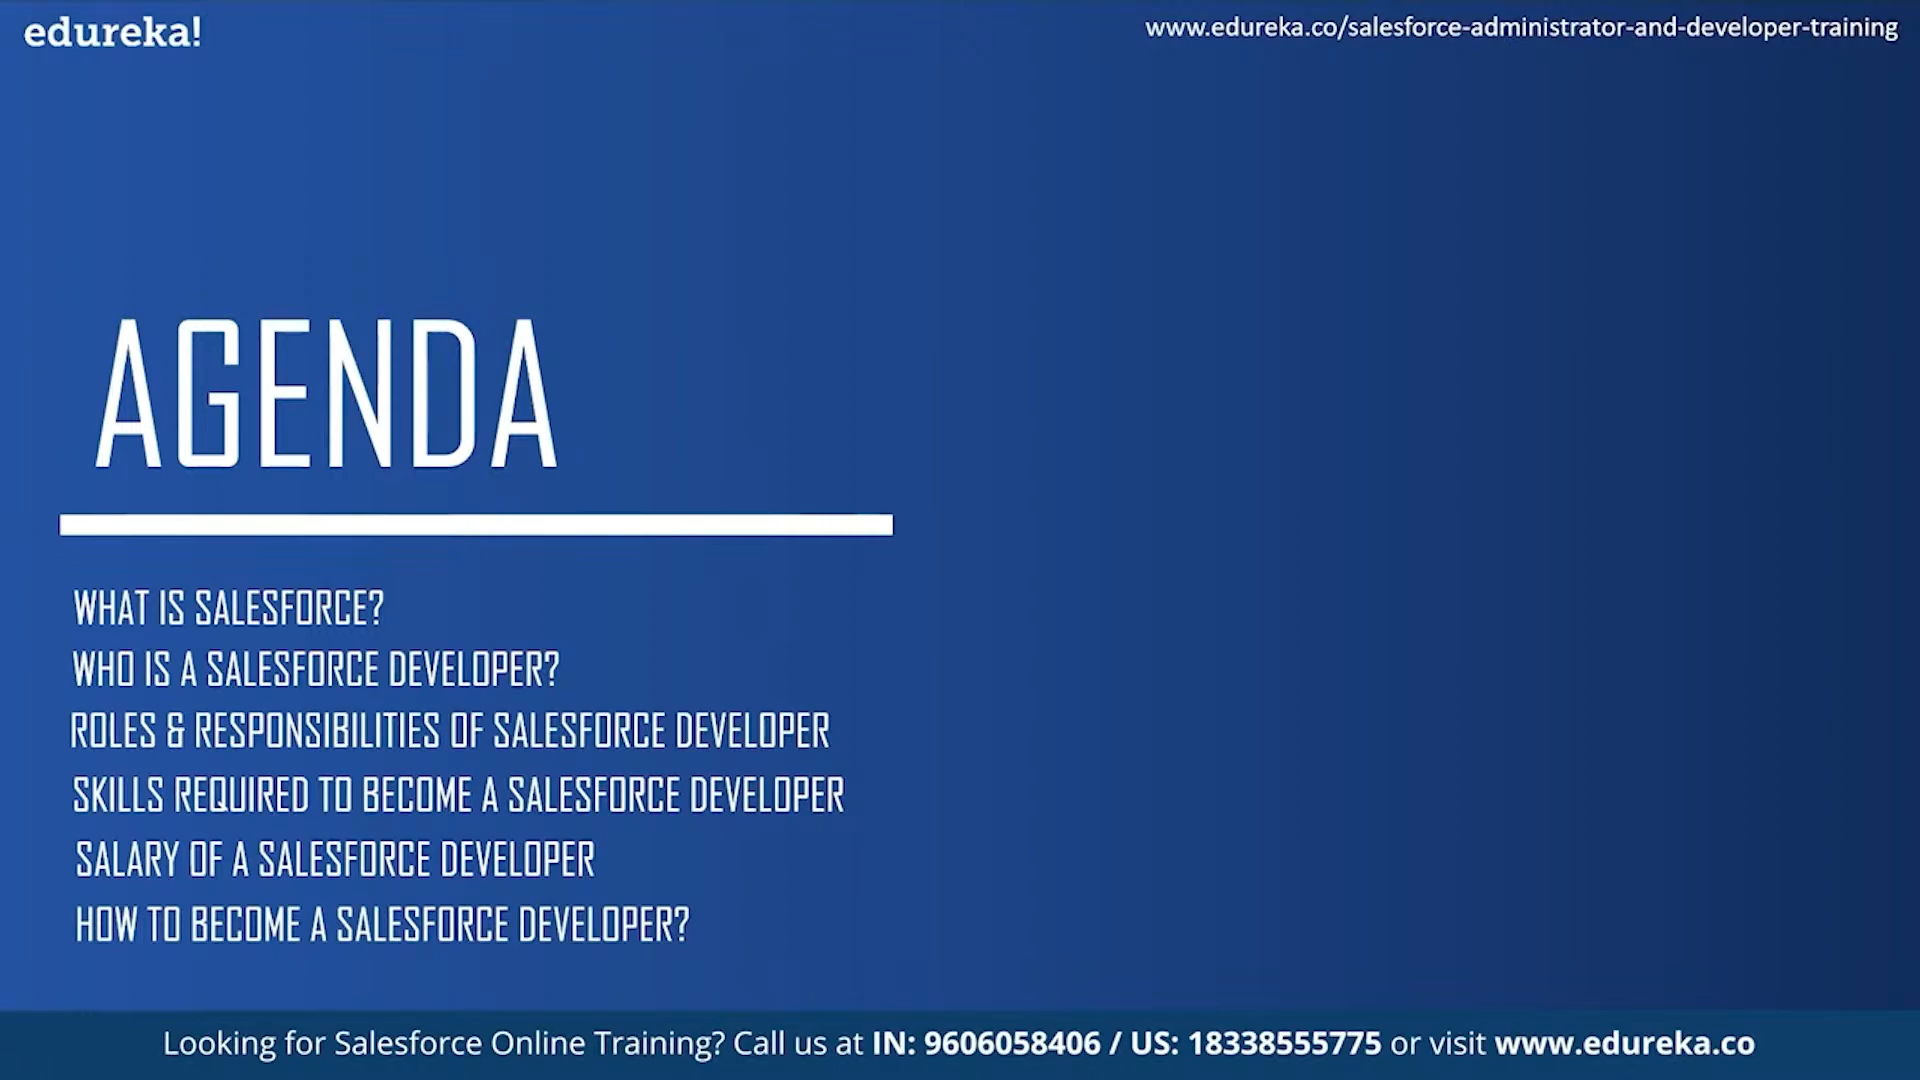 edureka!
www.edureka.co/salesforce-administrator-and-developer-training
AGENDA
WHAT IS SALESFORCE?
WHO IS A SALESFORCE DEVELOPER?
ROLES & RESPONSIBILITIES OF SALESFORCE DEVELOPER
SKILLS REQUIRED TO BECOME A SALESFORCE DEVELOPER
SALARY OF A SALESFORCE DEVELOPER
HOW TO BECOME A SALESFORCE DEVELOPER?
Looking for Salesforce Online Training? Call us at IN: 9606058406 / US: 18338555775 or visit www.edureka.co